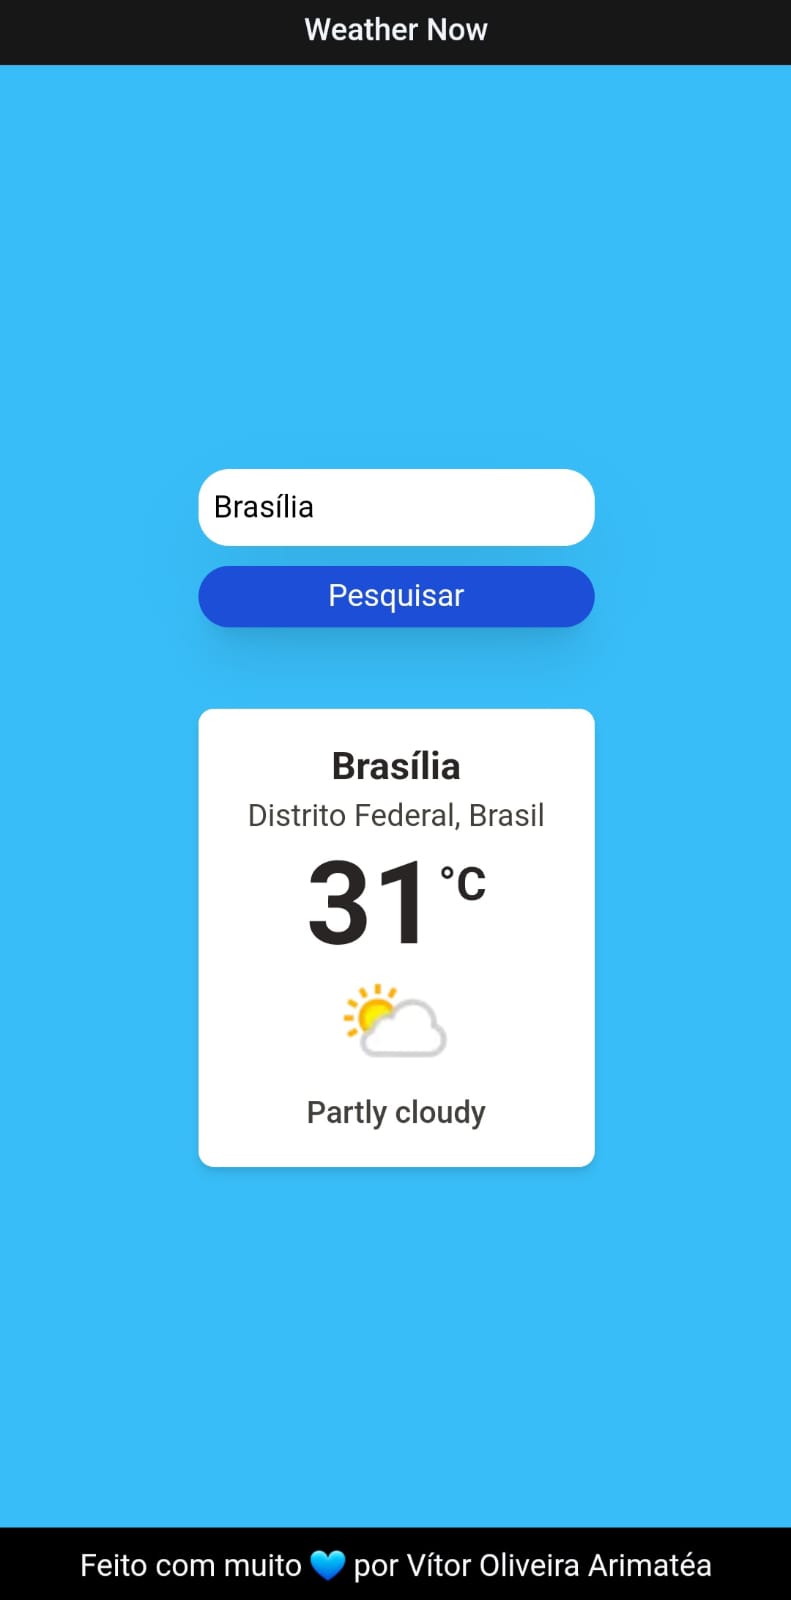 Weather Now
Brasília
Pesquisar
Brasília
Distrito Federal, Brasil
31 °C
Partly cloudy
Feito com muito 💙 por Vítor Oliveira Arimatéa